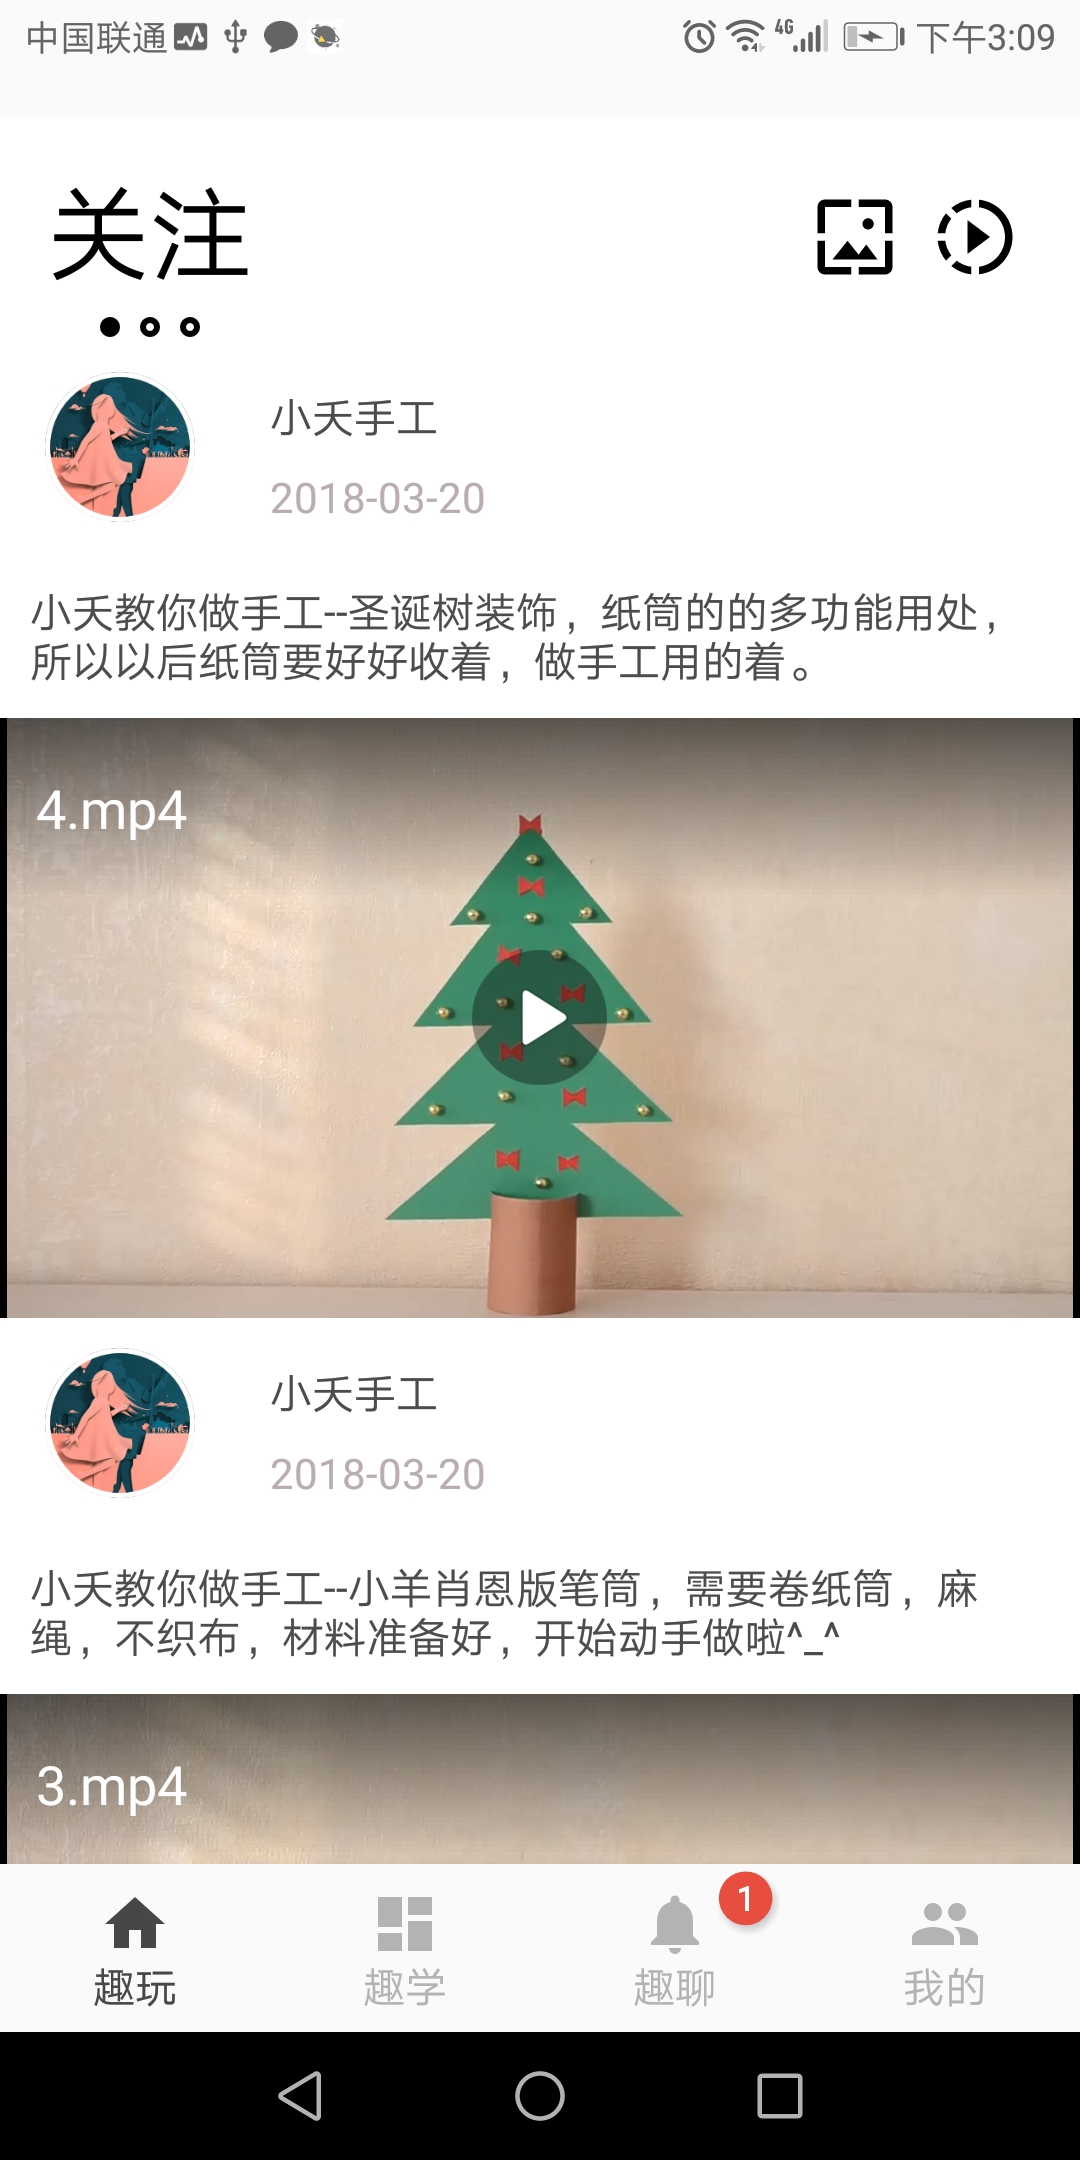 中国联通
4G
下午3:09
关注
小夭手工
2018-03-20
小夭教你做手工--圣诞树装饰，纸筒的的多功能用处，
所以以后纸筒要好好收着，做手工用的着。
4.mp4
小夭手工
2018-03-20
小夭教你做手工--小羊肖恩版笔筒，需要卷纸筒，麻
绳，不织布，材料准备好，开始动手做啦^_^
3.mp4
1
趣玩
趣学
趣聊
我的